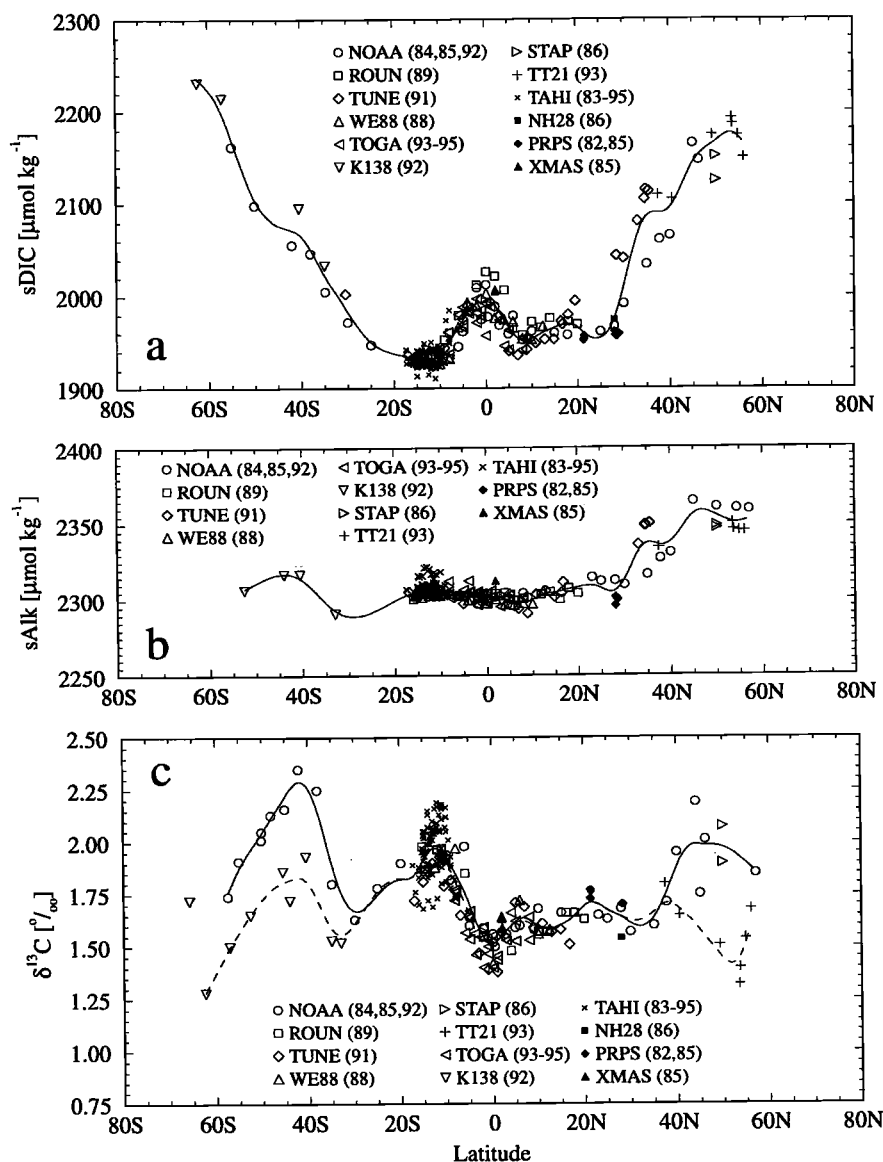 2300
2200
2100
2000
1900
sDIC [μmol kg⁻¹]
○ NOAA (84,85,92)
□ ROUN (89)
◇ TUNE (91)
△ WE88 (88)
◁ TOGA (93-95)
▽ K138 (92)
▷ STAP (86)
+ TT21 (93)
× TAHI (83-95)
■ NH28 (86)
◆ PRPS (82,85)
▲ XMAS (85)
a
80S 60S 40S 20S 0 20N 40N 60N 80N
2400
2350
2300
2250
sAlk [μmol kg⁻¹]
○ NOAA (84,85,92)
□ ROUN (89)
◇ TUNE (91)
△ WE88 (88)
◁ TOGA (93-95)
▽ K138 (92)
▷ STAP (86)
+ TT21 (93)
× TAHI (83-95)
◆ PRPS (82,85)
▲ XMAS (85)
b
80S 60S 40S 20S 0 20N 40N 60N 80N
2.50
2.25
2.00
1.75
1.50
1.25
1.00
0.75
δ¹³C [⁰/₀₀]
c
○ NOAA (84,85,92)
□ ROUN (89)
◇ TUNE (91)
△ WE88 (88)
▷ STAP (86)
+ TT21 (93)
◁ TOGA (93-95)
▽ K138 (92)
× TAHI (83-95)
■ NH28 (86)
◆ PRPS (82,85)
▲ XMAS (85)
80S 60S 40S 20S 0 20N 40N 60N 80N
Latitude